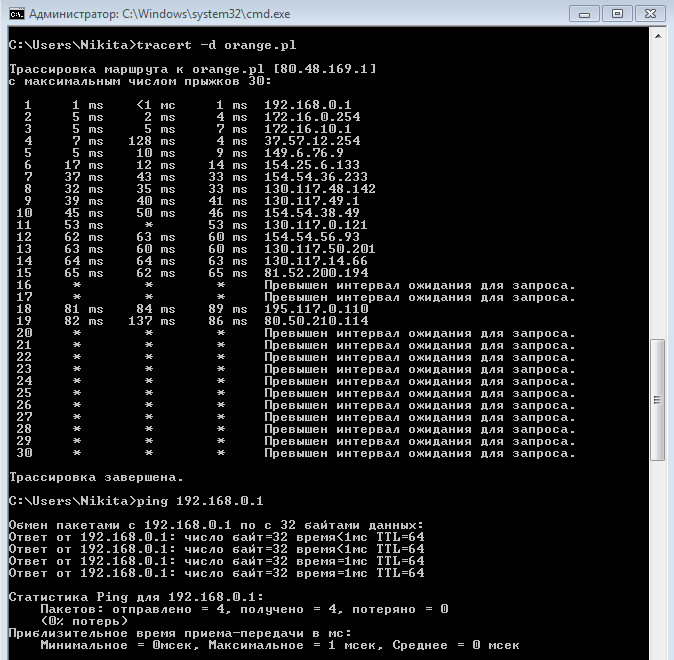 Администратор: C:\Windows\system32\cmd.exe
C:\Users\Nikita>tracert -d orange.pl
Трассировка маршрута к orange.pl [80.48.169.1]
с максимальным числом прыжков 30:
1 1 ms <1 мс 1 ms 192.168.0.1
2 5 ms 2 ms 4 ms 172.16.0.254
3 5 ms 5 ms 7 ms 172.16.10.1
4 7 ms 128 ms 4 ms 37.57.12.254
5 5 ms 10 ms 9 ms 149.6.76.9
6 17 ms 12 ms 14 ms 154.25.6.133
7 37 ms 43 ms 33 ms 154.54.36.233
8 32 ms 35 ms 33 ms 130.117.48.142
9 39 ms 40 ms 41 ms 130.117.49.1
10 45 ms 50 ms 46 ms 154.54.38.49
11 53 ms * 53 ms 130.117.0.121
12 62 ms 63 ms 60 ms 154.54.56.93
13 63 ms 60 ms 60 ms 130.117.50.201
14 64 ms 64 ms 63 ms 130.117.14.66
15 65 ms 62 ms 65 ms 81.52.200.194
16 * * * Превышен интервал ожидания для запроса.
17 * * * Превышен интервал ожидания для запроса.
18 81 ms 84 ms 89 ms 195.117.0.110
19 82 ms 137 ms 86 ms 80.50.210.114
20 * * * Превышен интервал ожидания для запроса.
21 * * * Превышен интервал ожидания для запроса.
22 * * * Превышен интервал ожидания для запроса.
23 * * * Превышен интервал ожидания для запроса.
24 * * * Превышен интервал ожидания для запроса.
25 * * * Превышен интервал ожидания для запроса.
26 * * * Превышен интервал ожидания для запроса.
27 * * * Превышен интервал ожидания для запроса.
28 * * * Превышен интервал ожидания для запроса.
29 * * * Превышен интервал ожидания для запроса.
30 * * * Превышен интервал ожидания для запроса.
Трассировка завершена.
C:\Users\Nikita>ping 192.168.0.1
Обмен пакетами с 192.168.0.1 по с 32 байтами данных:
Ответ от 192.168.0.1: число байт=32 время<1мс TTL=64
Ответ от 192.168.0.1: число байт=32 время<1мс TTL=64
Ответ от 192.168.0.1: число байт=32 время=1мс TTL=64
Ответ от 192.168.0.1: число байт=32 время=1мс TTL=64
Статистика Ping для 192.168.0.1:
Пакетов: отправлено = 4, получено = 4, потеряно = 0
(0% потерь)
Приблизительное время приема-передачи в мс:
Минимальное = 0мсек, Максимальное = 1 мсек, Среднее = 0 мсек